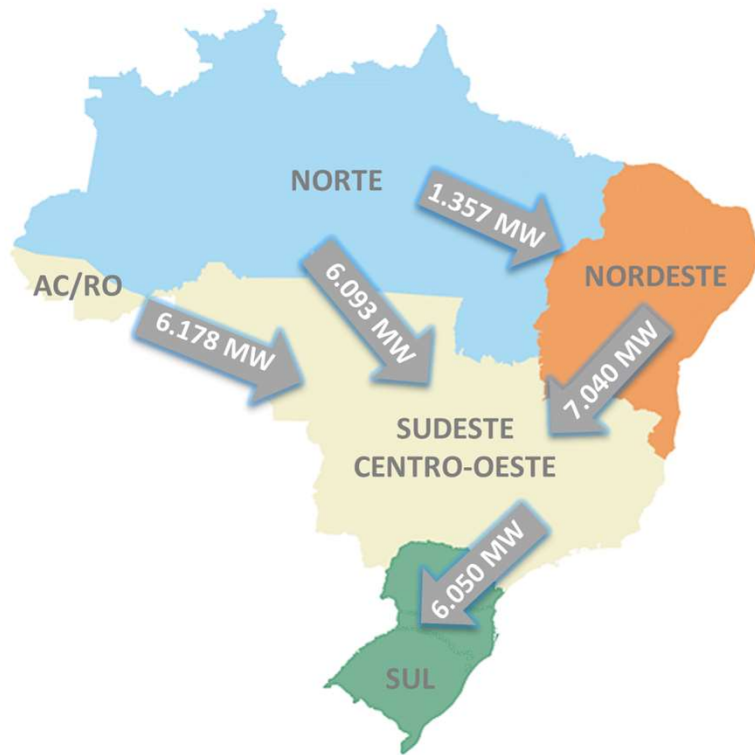 NORTE
1.357 MW
AC/RO
NORDESTE
6.093 MW
6.178 MW
7.040 MW
SUDESTE
CENTRO-OESTE
6.050 MW
SUL